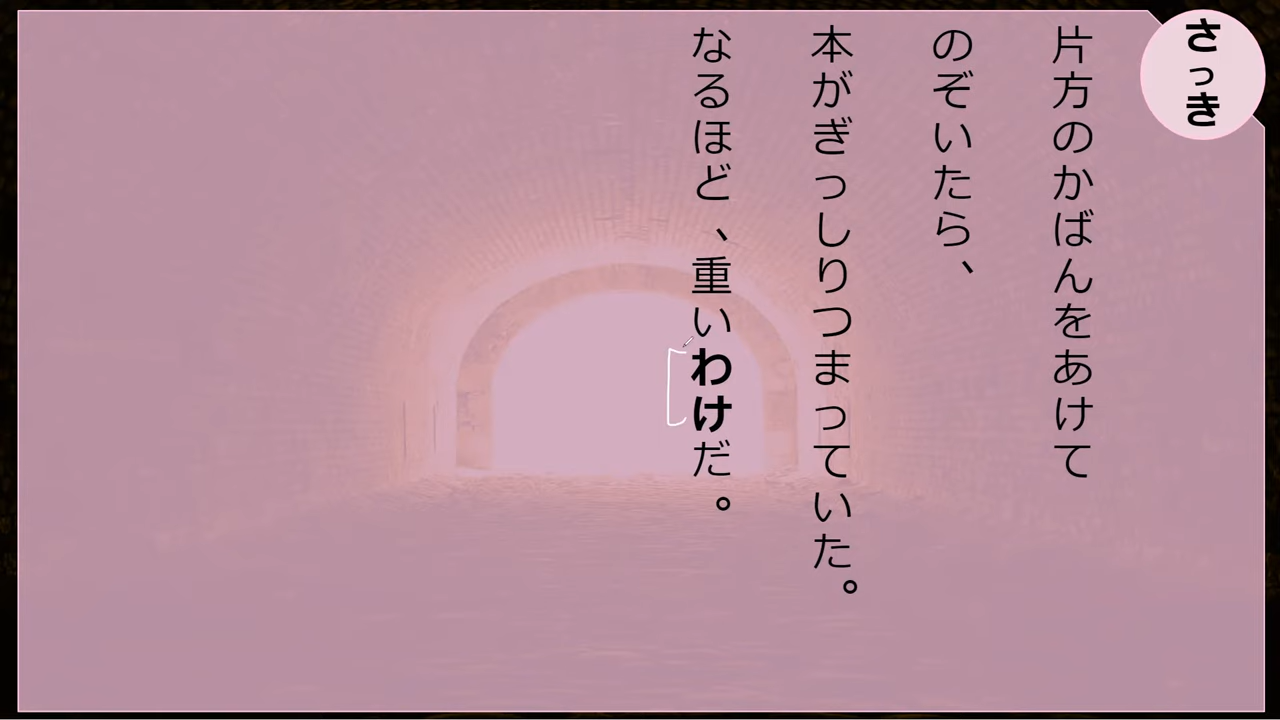 さっき
片方のかばんをあけて
のぞいたら、
本がぎっしりつまっていた。
なるほど、重いわけだ。